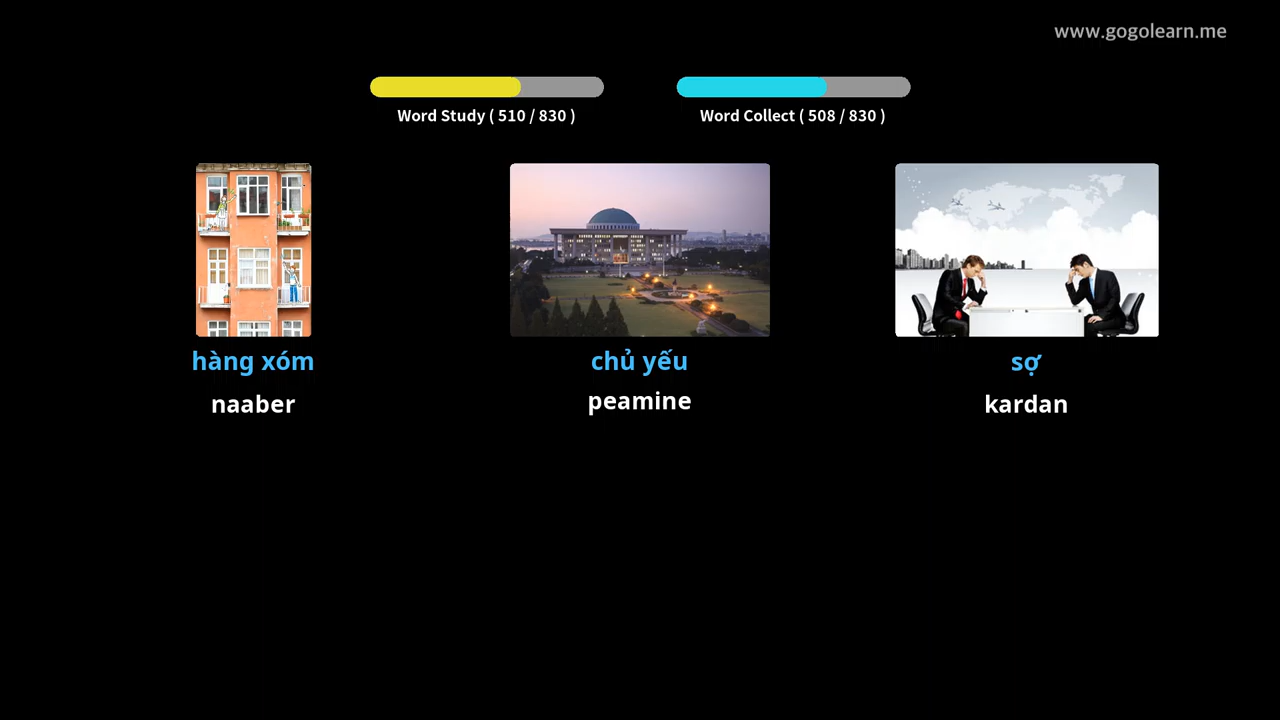 www.gogolearn.me
Word Study ( 510 / 830 )
Word Collect ( 508 / 830 )
hàng xóm
naaber
chủ yếu
peamine
sợ
kardan